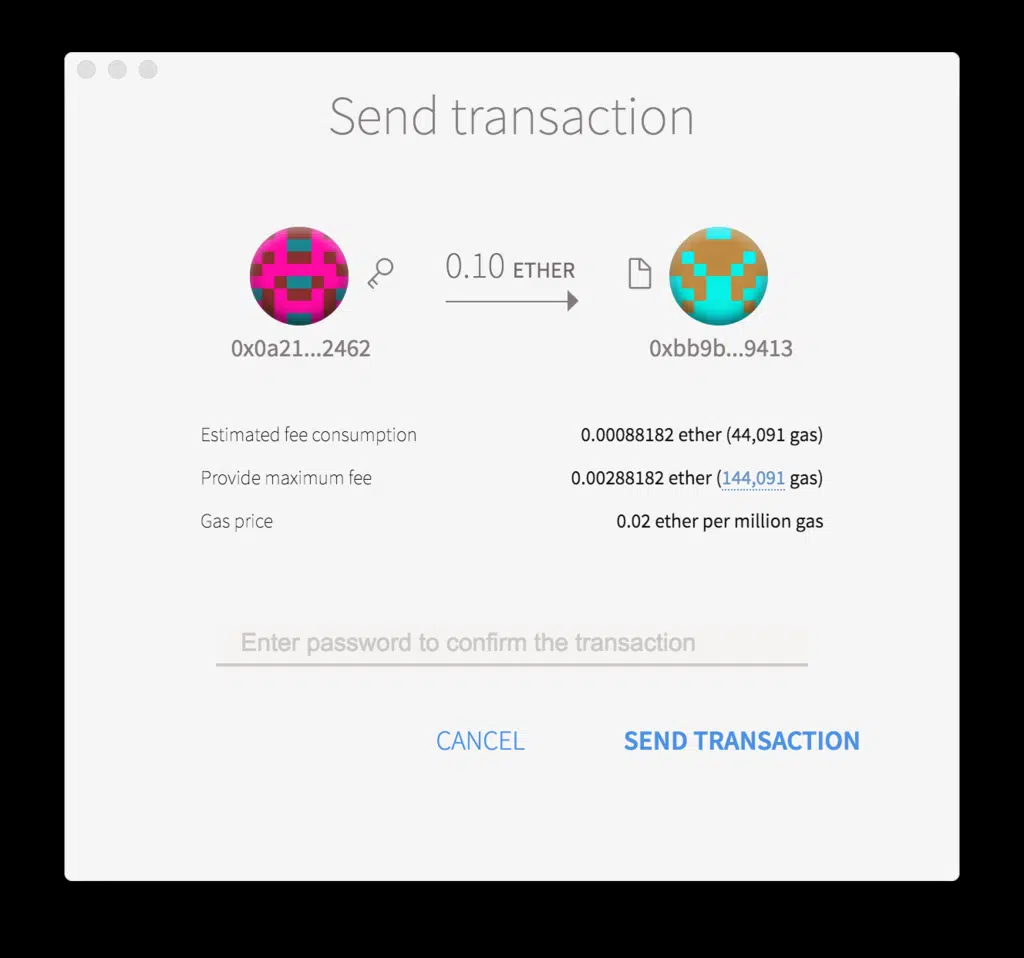 Send transaction
0.10 ETHER
0x0a21...2462
0xbb9b...9413
Estimated fee consumption 0.00088182 ether (44,091 gas)
Provide maximum fee 0.00288182 ether (144,091 gas)
Gas price 0.02 ether per million gas
Enter password to confirm the transaction
CANCEL SEND TRANSACTION